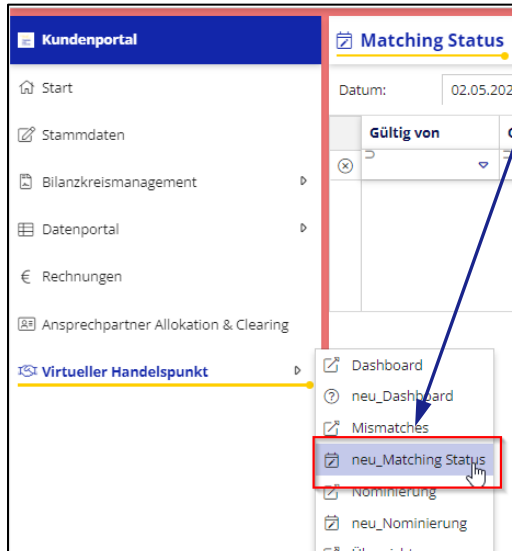 Kundenportal
Matching Status
Start
Datum:
02.05.202
Stammdaten
Gültig von
Bilanzkreismanagement
Datenportal
€ Rechnungen
Ansprechpartner Allokation & Clearing
Virtueller Handelspunkt
Dashboard
neu_Dashboard
Mismatches
neu_Matching Status
Nominierung
neu_Nominierung